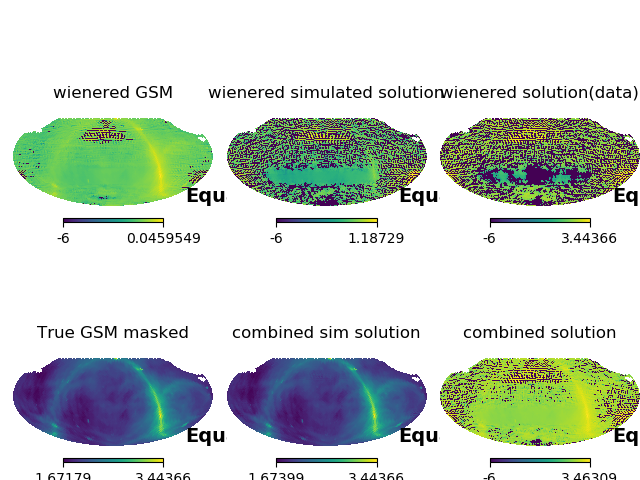 wienered GSM
wienered simulated solution
wienered solution(data)
Equ
Equ
Eq
-6
0.0459549
-6
1.18729
-6
3.44366
True GSM masked
combined sim solution
combined solution
Equ
Equ
Eq
1.67179
3.44366
1.67399
3.44366
-6
3.46309